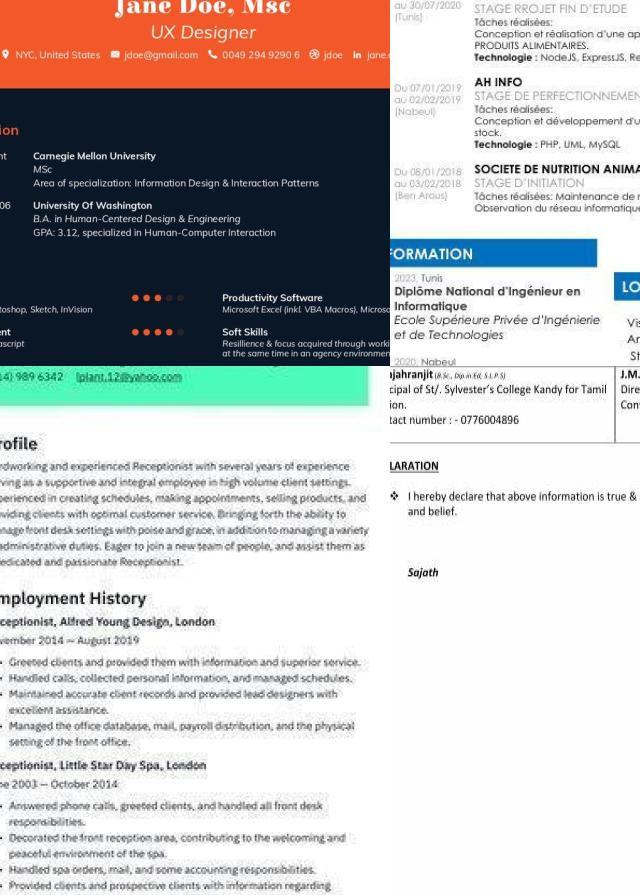 Jane Doe, Msc
UX Designer
NYC, United States jdoe@gmail.com 0049 294 9290 6 jdoe in jane.
ion
nt Carnegie Mellon University
MSc
Area of specialization: Information Design & Interaction Patterns
06 University Of Washington
B.A. in Human-Centered Design & Engineering
GPA: 3.12, specialized in Human-Computer Interaction
Productivity Software
toshop, Sketch, InVision Microsoft Excel (inkl. VBA Macros), Microso
nt Soft Skills
ascript Resillience & focus acquired through worki
at the same time in an agency environmen
au 30/07/2020 STAGE RROJET FIN D'ETUDE
(Tunis) Tâches réalisées:
Conception et réalisation d'une ap
PRODUITS ALIMENTAIRES.
Technologie : NodeJS, ExpressJS, Re
Du 07/01/2019 AH INFO
au 02/02/2019 STAGE DE PERFECTIONNEMEN
(Nabeul) Tâches réalisées:
Conception et développement d'u
stock.
Technologie : PHP, UML, MySQL
Du 08/01/2018 SOCIETE DE NUTRITION ANIMA
au 03/02/2018 STAGE D'INITIATION
(Ben Arous) Tâches réalisées: Maintenance de r
Observation du réseau informatique
FORMATION
2023, Tunis
Diplôme National d'Ingénieur en
Informatique
Ecole Supérieure Privée d'Ingénierie
et de Technologies
2020, Nabeul
LO
Vis
Ar
St
14) 989 6342 lplant.12@yahoo.com
rofile
rdworking and experienced Receptionist with several years of experience
rving as a supportive and integral employee in high volume client settings.
perienced in creating schedules, making appointments, selling products, and
oviding clients with optimal customer service. Bringing forth the ability to
nage front desk settings with poise and grace, in addition to managing a variety
administrative duties. Eager to join a new team of people, and assist them as
edicated and passionate Receptionist.
mployment History
ceptionist, Alfred Young Design, London
vember 2014 — August 2019
• Greeted clients and provided them with information and superior service.
• Handled calls, collected personal information, and managed schedules.
• Maintained accurate client records and provided lead designers with
excellent assistance.
• Managed the office database, mail, payroll distribution, and the physical
setting of the front office.
ceptionist, Little Star Day Spa, London
ne 2003 — October 2014
• Answered phone calls, greeted clients, and handled all front desk
responsibilities.
• Decorated the front reception area, contributing to the welcoming and
peaceful environment of the spa.
• Handled spa orders, mail, and some accounting responsibilities.
• Provided clients and prospective clients with information regarding
ajahranjit (B.Sc., Dip.in.Ed, S.L.P.S) J.M.
cipal of St/. Sylvester's College Kandy for Tamil Dire
ion. Con
tact number : - 0776004896
LARATION
❖ I hereby declare that above information is true &
and belief.
Sajath